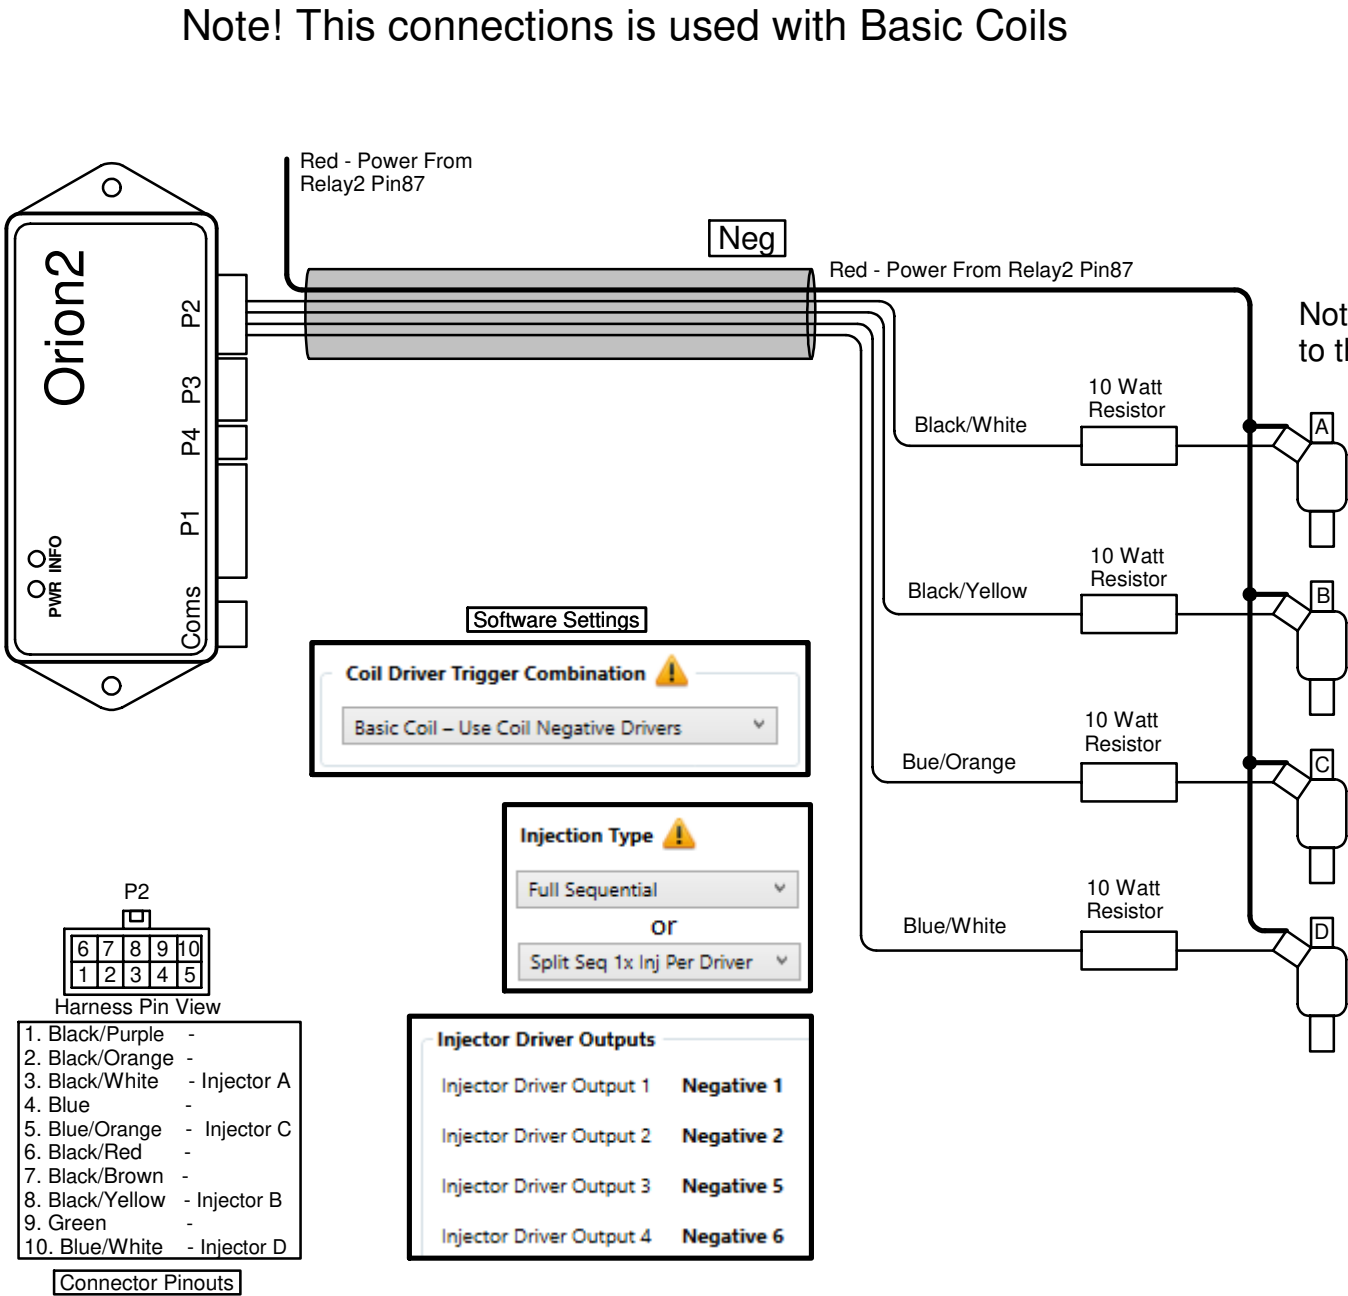 Note! This connections is used with Basic Coils
Red - Power From
Relay2 Pin87
Neg
Red - Power From Relay2 Pin87
Orion2
P2
P3
P4
P1
Coms
INFO
PWR
Not
to t
10 Watt
Resistor
Black/White
A
10 Watt
Resistor
Black/Yellow
B
10 Watt
Resistor
Bue/Orange
C
10 Watt
Resistor
Blue/White
D
Software Settings
Coil Driver Trigger Combination
Basic Coil – Use Coil Negative Drivers
Injection Type
Full Sequential
or
Split Seq 1x Inj Per Driver
Injector Driver Outputs
Injector Driver Output 1 Negative 1
Injector Driver Output 2 Negative 2
Injector Driver Output 3 Negative 5
Injector Driver Output 4 Negative 6
P2
6 7 8 9 10
1 2 3 4 5
Harness Pin View
1. Black/Purple -
2. Black/Orange -
3. Black/White - Injector A
4. Blue -
5. Blue/Orange - Injector C
6. Black/Red -
7. Black/Brown -
8. Black/Yellow - Injector B
9. Green -
10. Blue/White - Injector D
Connector Pinouts